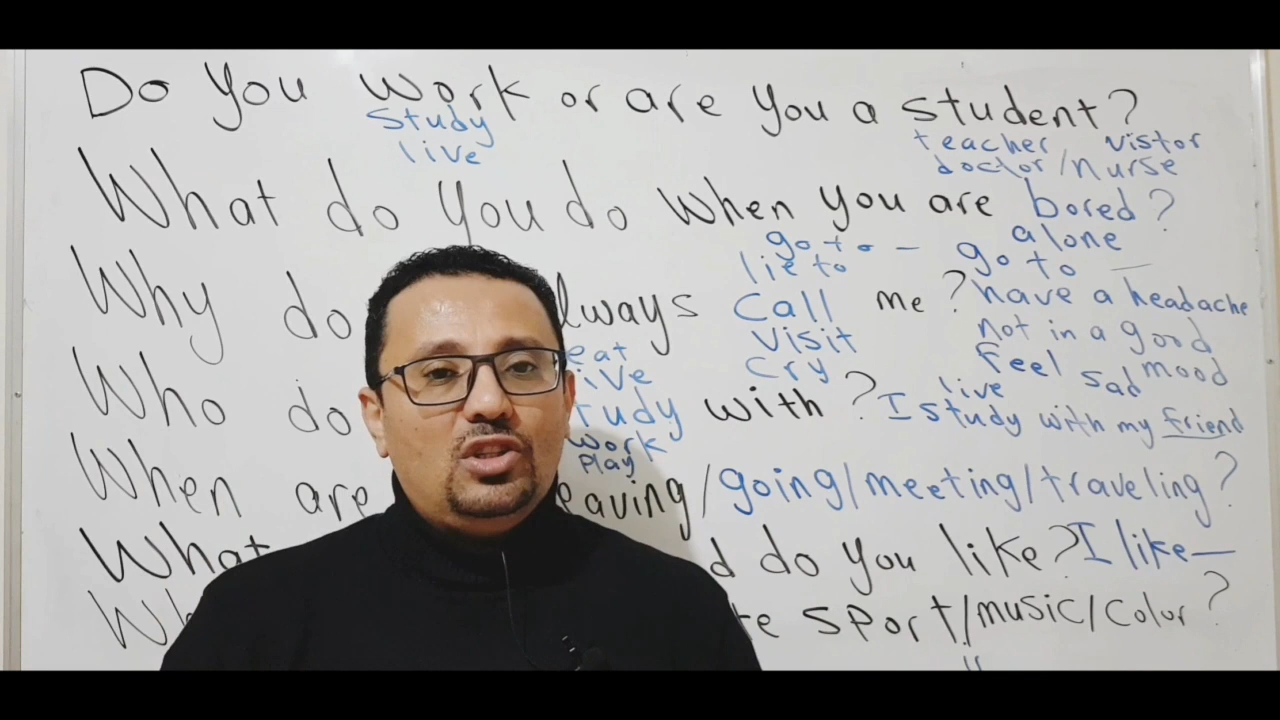 Do You work or are You a student?
Study teacher vistor
live doctor/nurse
What do you do when you are bored?
go to - alone
lie to go to —
Why do lways Call me? have a headache
Visit not in a good
eat Cry Feel sad mood
live
Who do tudy with? I study with my friend
work
Play
When are eaving/going/meeting/traveling?
What d do you like? I like —
Wh te sport/music/color?